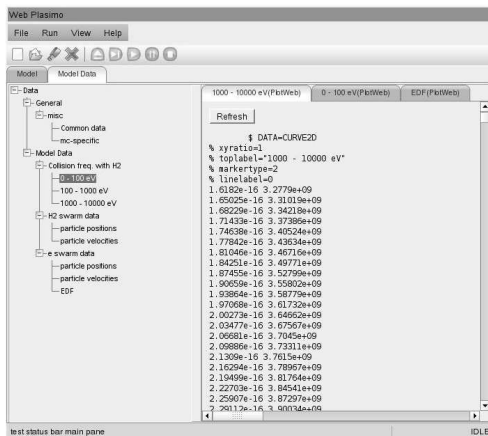 Web Plasimo
File Run View Help
Model Model Data
Data
General
misc
Common data
mc-specific
Model Data
Collision freq. with H2
0 - 100 eV
100 - 1000 eV
1000 - 10000 eV
H2 swarm data
particle positions
particle velocities
e swarm data
particle positions
particle velocities
EDF
1000 - 10000 eV(PlotWeb) 0 - 100 eV(PlotWeb) EDF(PlotWeb)
Refresh
$ DATA=CURVE2D
% xyratio=1
% toplabel="1000 - 10000 eV"
% markertype=2
% linelabel=0
1.6182e-16 3.2779e+09
1.65025e-16 3.31019e+09
1.68229e-16 3.34218e+09
1.71433e-16 3.37386e+09
1.74638e-16 3.40524e+09
1.77842e-16 3.43634e+09
1.81046e-16 3.46716e+09
1.84251e-16 3.49771e+09
1.87455e-16 3.52799e+09
1.90659e-16 3.55802e+09
1.93864e-16 3.58779e+09
1.97068e-16 3.61732e+09
2.00273e-16 3.64662e+09
2.03477e-16 3.67567e+09
2.06681e-16 3.7045e+09
2.09886e-16 3.73311e+09
2.1309e-16 3.7615e+09
2.16294e-16 3.78967e+09
2.19499e-16 3.81764e+09
2.22703e-16 3.84541e+09
2.25907e-16 3.87297e+09
2.29112e-16 3.90034e+09
test status bar main pane IDLE